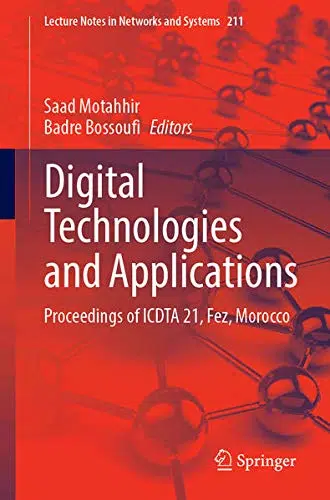 Lecture Notes in Networks and Systems 211
Saad Motahhir
Badre Bossoufi Editors
Digital
Technologies
and Applications
Proceedings of ICDTA 21, Fez, Morocco
Springer